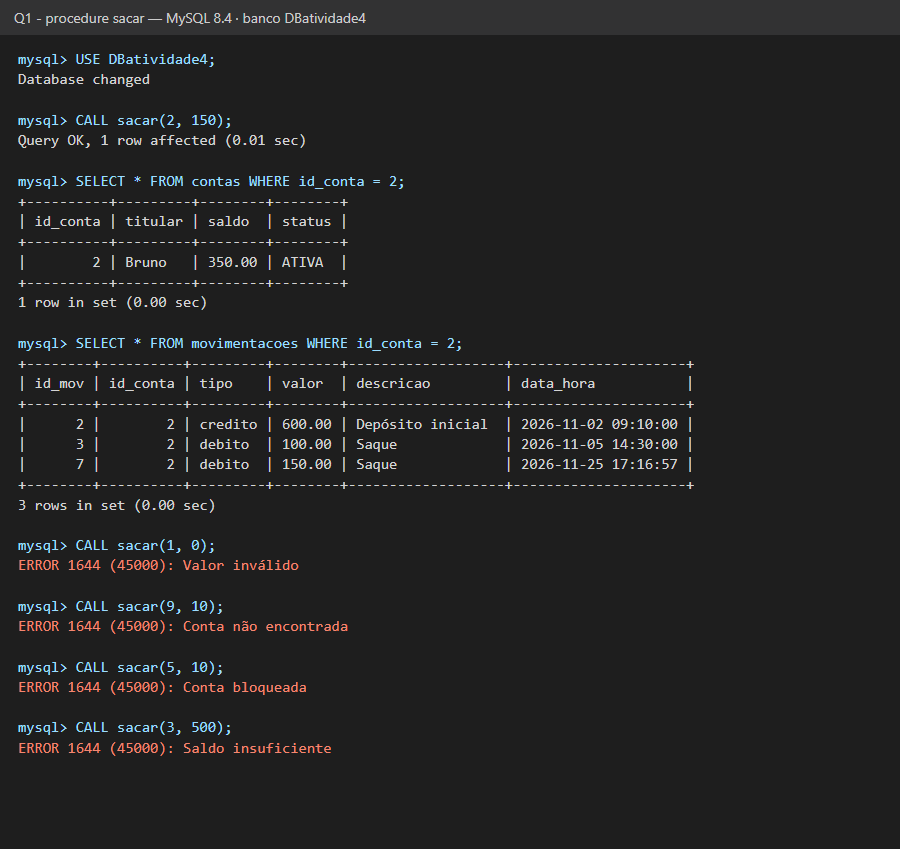 Q1 - procedure sacar — MySQL 8.4 · banco DBatividade4
mysql> USE DBatividade4;
Database changed
mysql> CALL sacar(2, 150);
Query OK, 1 row affected (0.01 sec)
mysql> SELECT * FROM contas WHERE id_conta = 2;
+----------+---------+--------+--------+
| id_conta | titular | saldo  | status |
+----------+---------+--------+--------+
|        2 | Bruno   | 350.00 | ATIVA  |
+----------+---------+--------+--------+
1 row in set (0.00 sec)
mysql> SELECT * FROM movimentacoes WHERE id_conta = 2;
+--------+----------+---------+--------+-------------------+---------------------+
| id_mov | id_conta | tipo    | valor  | descricao         | data_hora           |
+--------+----------+---------+--------+-------------------+---------------------+
|      2 |        2 | credito | 600.00 | Depósito inicial  | 2026-11-02 09:10:00 |
|      3 |        2 | debito  | 100.00 | Saque             | 2026-11-05 14:30:00 |
|      7 |        2 | debito  | 150.00 | Saque             | 2026-11-25 17:16:57 |
+--------+----------+---------+--------+-------------------+---------------------+
3 rows in set (0.00 sec)
mysql> CALL sacar(1, 0);
ERROR 1644 (45000): Valor inválido
mysql> CALL sacar(9, 10);
ERROR 1644 (45000): Conta não encontrada
mysql> CALL sacar(5, 10);
ERROR 1644 (45000): Conta bloqueada
mysql> CALL sacar(3, 500);
ERROR 1644 (45000): Saldo insuficiente